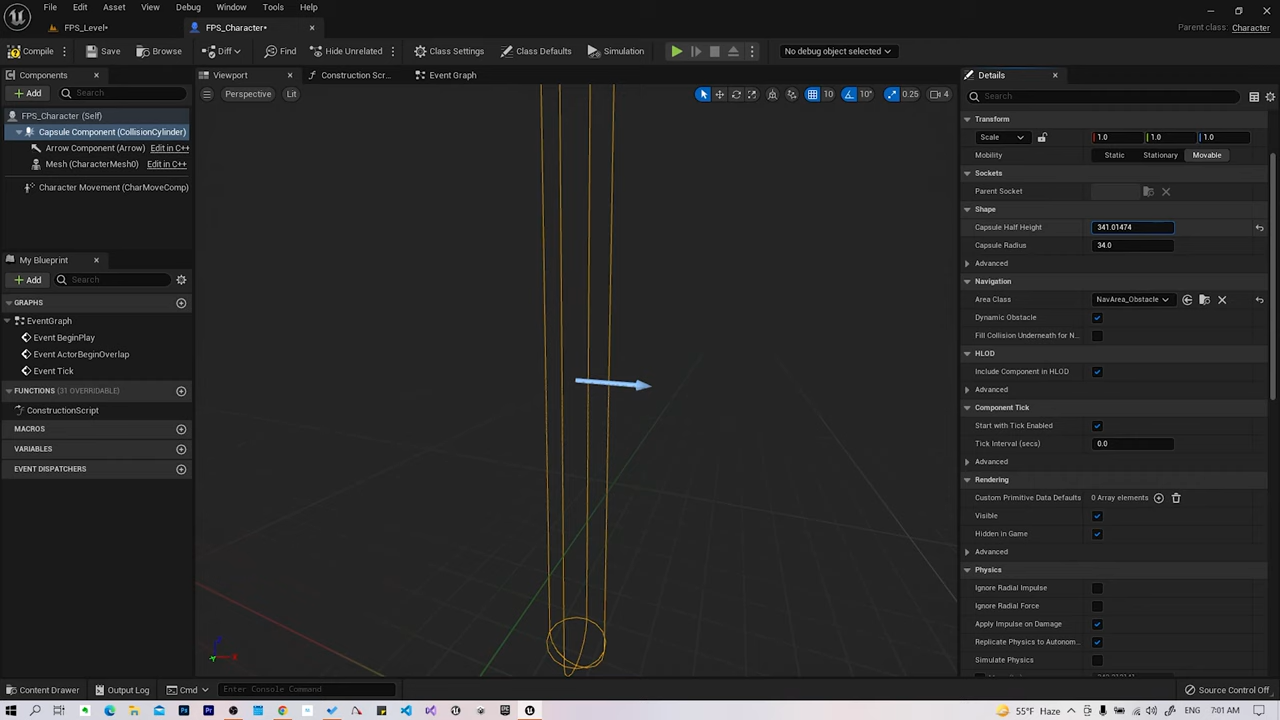 File Edit Asset View Debug Window Tools Help
FPS_Level•
FPS_Character•
Parent class: Character
Compile
Save
Browse
Diff
Find
Hide Unrelated
Class Settings
Class Defaults
Simulation
No debug object selected
Components
Add
Search
FPS_Character (Self)
Capsule Component (CollisionCylinder)
Arrow Component (Arrow) Edit in C++
Mesh (CharacterMesh0) Edit in C++
Character Movement (CharMoveComp)
My Blueprint
Add
Search
GRAPHS
EventGraph
Event BeginPlay
Event ActorBeginOverlap
Event Tick
FUNCTIONS (31 OVERRIDABLE)
ConstructionScript
MACROS
VARIABLES
EVENT DISPATCHERS
Viewport
Construction Scr...
Event Graph
Perspective
Lit
10
10°
0.25
4
Details
Search
Transform
Scale 1.0 1.0 1.0
Mobility Static Stationary Movable
Sockets
Parent Socket
Shape
Capsule Half Height 341.01474
Capsule Radius 34.0
Advanced
Navigation
Area Class NavArea_Obstacle
Dynamic Obstacle
Fill Collision Underneath for N...
HLOD
Include Component in HLOD
Advanced
Component Tick
Start with Tick Enabled
Tick Interval (secs) 0.0
Advanced
Rendering
Custom Primitive Data Defaults 0 Array elements
Visible
Hidden in Game
Advanced
Physics
Ignore Radial Impulse
Ignore Radial Force
Apply Impulse on Damage
Replicate Physics to Autonom...
Simulate Physics
Content Drawer
Output Log
Cmd
Enter Console Command
Source Control Off
55°F Haze
ENG
7:01 AM